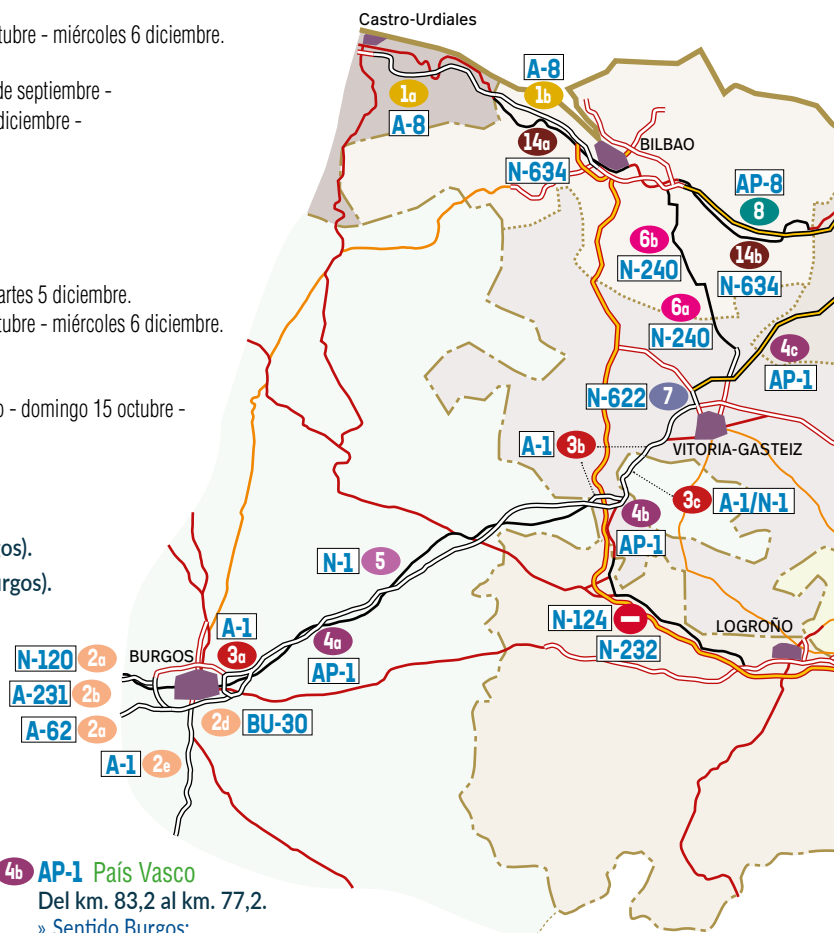 tubre - miércoles 6 diciembre.
de septiembre -
diciembre -
artes 5 diciembre.
tubre - miércoles 6 diciembre.
o - domingo 15 octubre -
gos).
urgos).
Castro-Urdiales
A-8
1a
1b
A-8
14a
N-634
BILBAO
AP-8
8
6b
N-240
14b
N-634
6a
N-240
4c
AP-1
N-622 7
VITORIA-GASTEIZ
A-1 3b
3c A-1/N-1
4b
AP-1
N-1 5
N-124
N-232
LOGROÑO
A-1
3a
4a
AP-1
BURGOS
N-120 2a
A-231 2b
A-62 2a
2d BU-30
A-1 2e
4b AP-1 País Vasco
Del km. 83,2 al km. 77,2.
» Sentido Burgos: